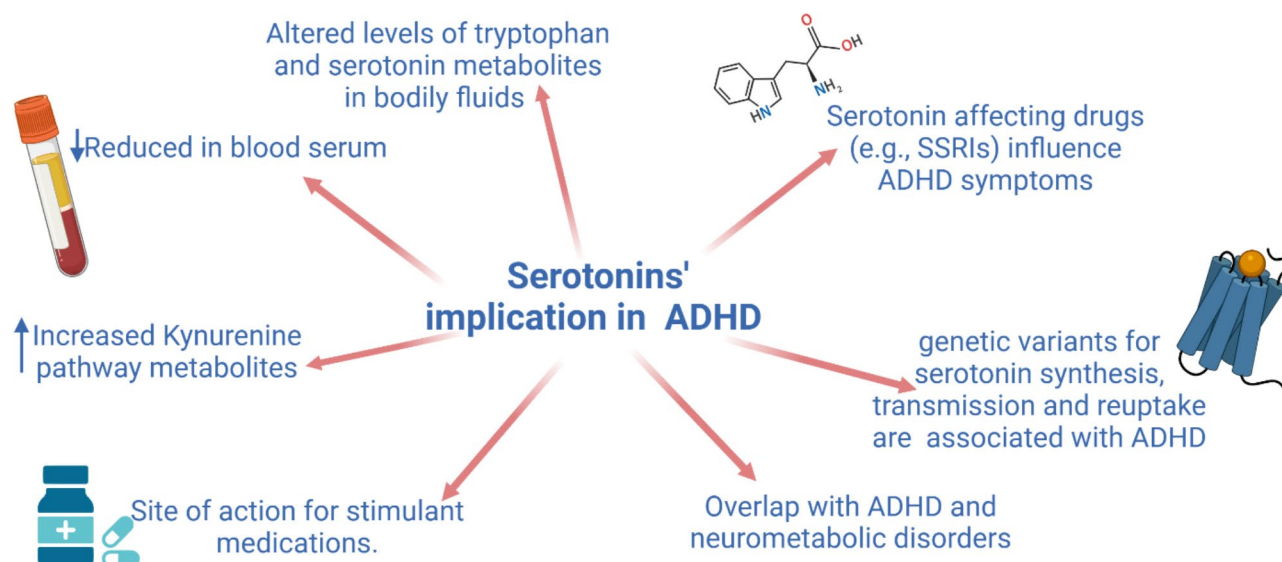 Altered levels of tryptophan
and serotonin metabolites
in bodily fluids
O
OH
NH₂
HN
Serotonin affecting drugs
(e.g., SSRIs) influence
ADHD symptoms
Reduced in blood serum
Serotonins'
implication in ADHD
Increased Kynurenine
pathway metabolites
genetic variants for
serotonin synthesis,
transmission and reuptake
are associated with ADHD
Site of action for stimulant
medications.
Overlap with ADHD and
neurometabolic disorders